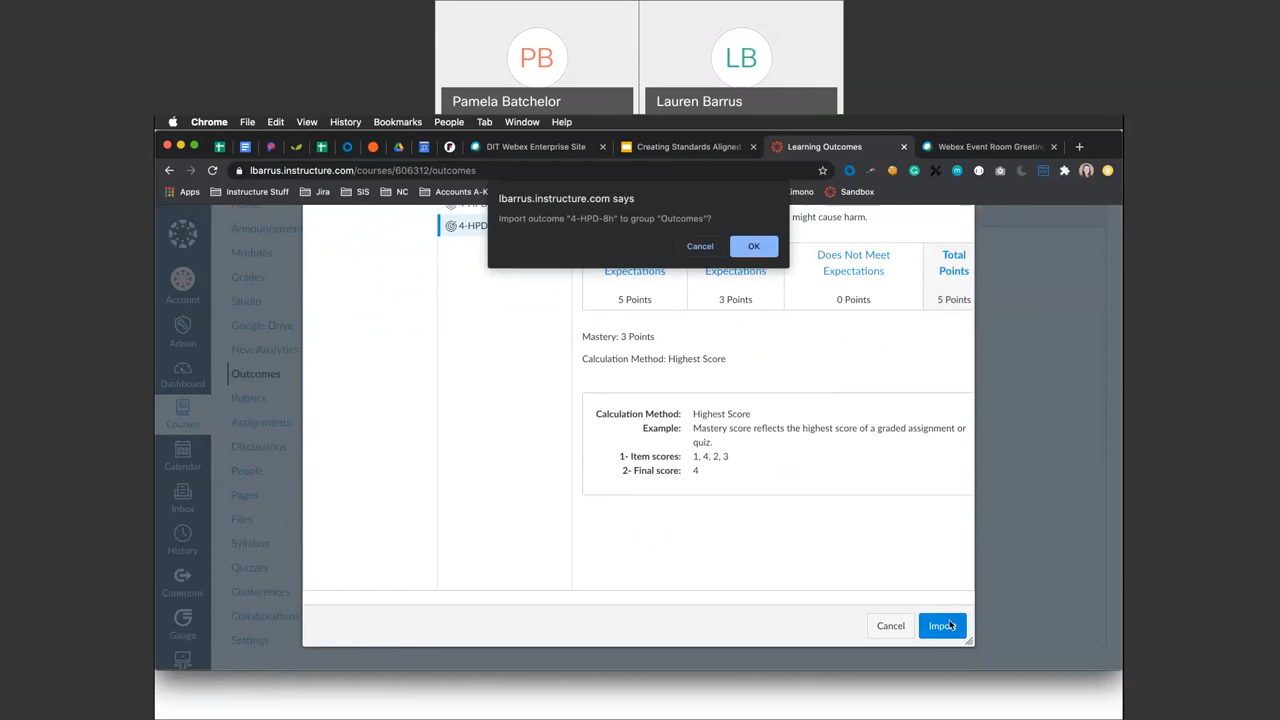 PB
LB
Pamela Batchelor
Lauren Barrus
Chrome File Edit View History Bookmarks People Tab Window Help
DIT Webex Enterprise Site
Creating Standards Aligned
Learning Outcomes
Webex Event Room Greeting
lbarrus.instructure.com/courses/606312/outcomes
Apps
Instructure Stuff
Jira
SIS
NC
Accounts A-K
Kimono
Sandbox
lbarrus.instructure.com says
Import outcome "4-HPD-8h" to group "Outcomes"?
Cancel
OK
Account
Admin
Dashboard
Courses
Calendar
Inbox
History
Commons
Gauge
Announcemen
Modules
Grades
Studio
Google Drive
New Analytics
Outcomes
Rubrics
Assignments
Discussions
People
Pages
Files
Syllabus
Quizzes
Conferences
Collaborations
Settings
4-HPD
might cause harm.
Expectations
5 Points
Expectations
3 Points
Does Not Meet
Expectations
0 Points
Total
Points
5 Points
Mastery: 3 Points
Calculation Method: Highest Score
Calculation Method: Highest Score
Example: Mastery score reflects the highest score of a graded assignment or
quiz.
1- Item scores: 1, 4, 2, 3
2- Final score: 4
Cancel
Impo